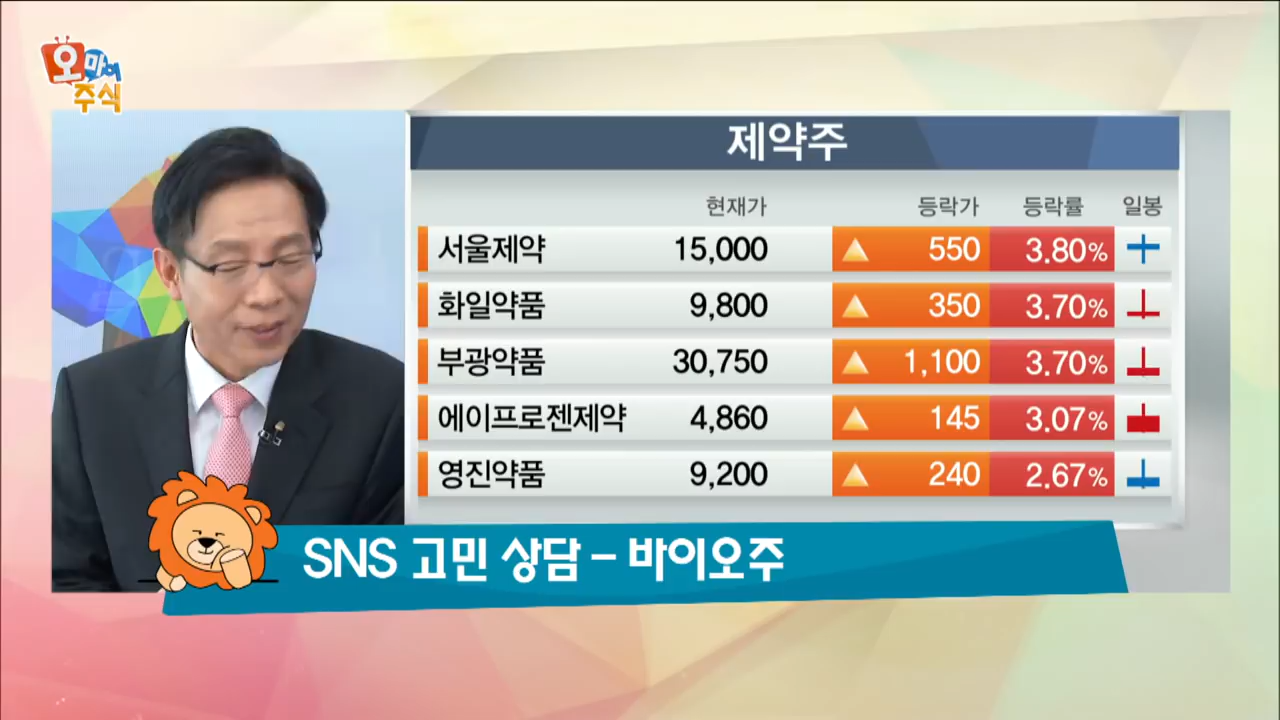 오마이
주식
제약주
현재가 등락가 등락률 일봉
서울제약 15,000 ▲ 550 3.80%
화일약품 9,800 ▲ 350 3.70%
부광약품 30,750 ▲ 1,100 3.70%
에이프로젠제약 4,860 ▲ 145 3.07%
영진약품 9,200 ▲ 240 2.67%
SNS 고민 상담 – 바이오주